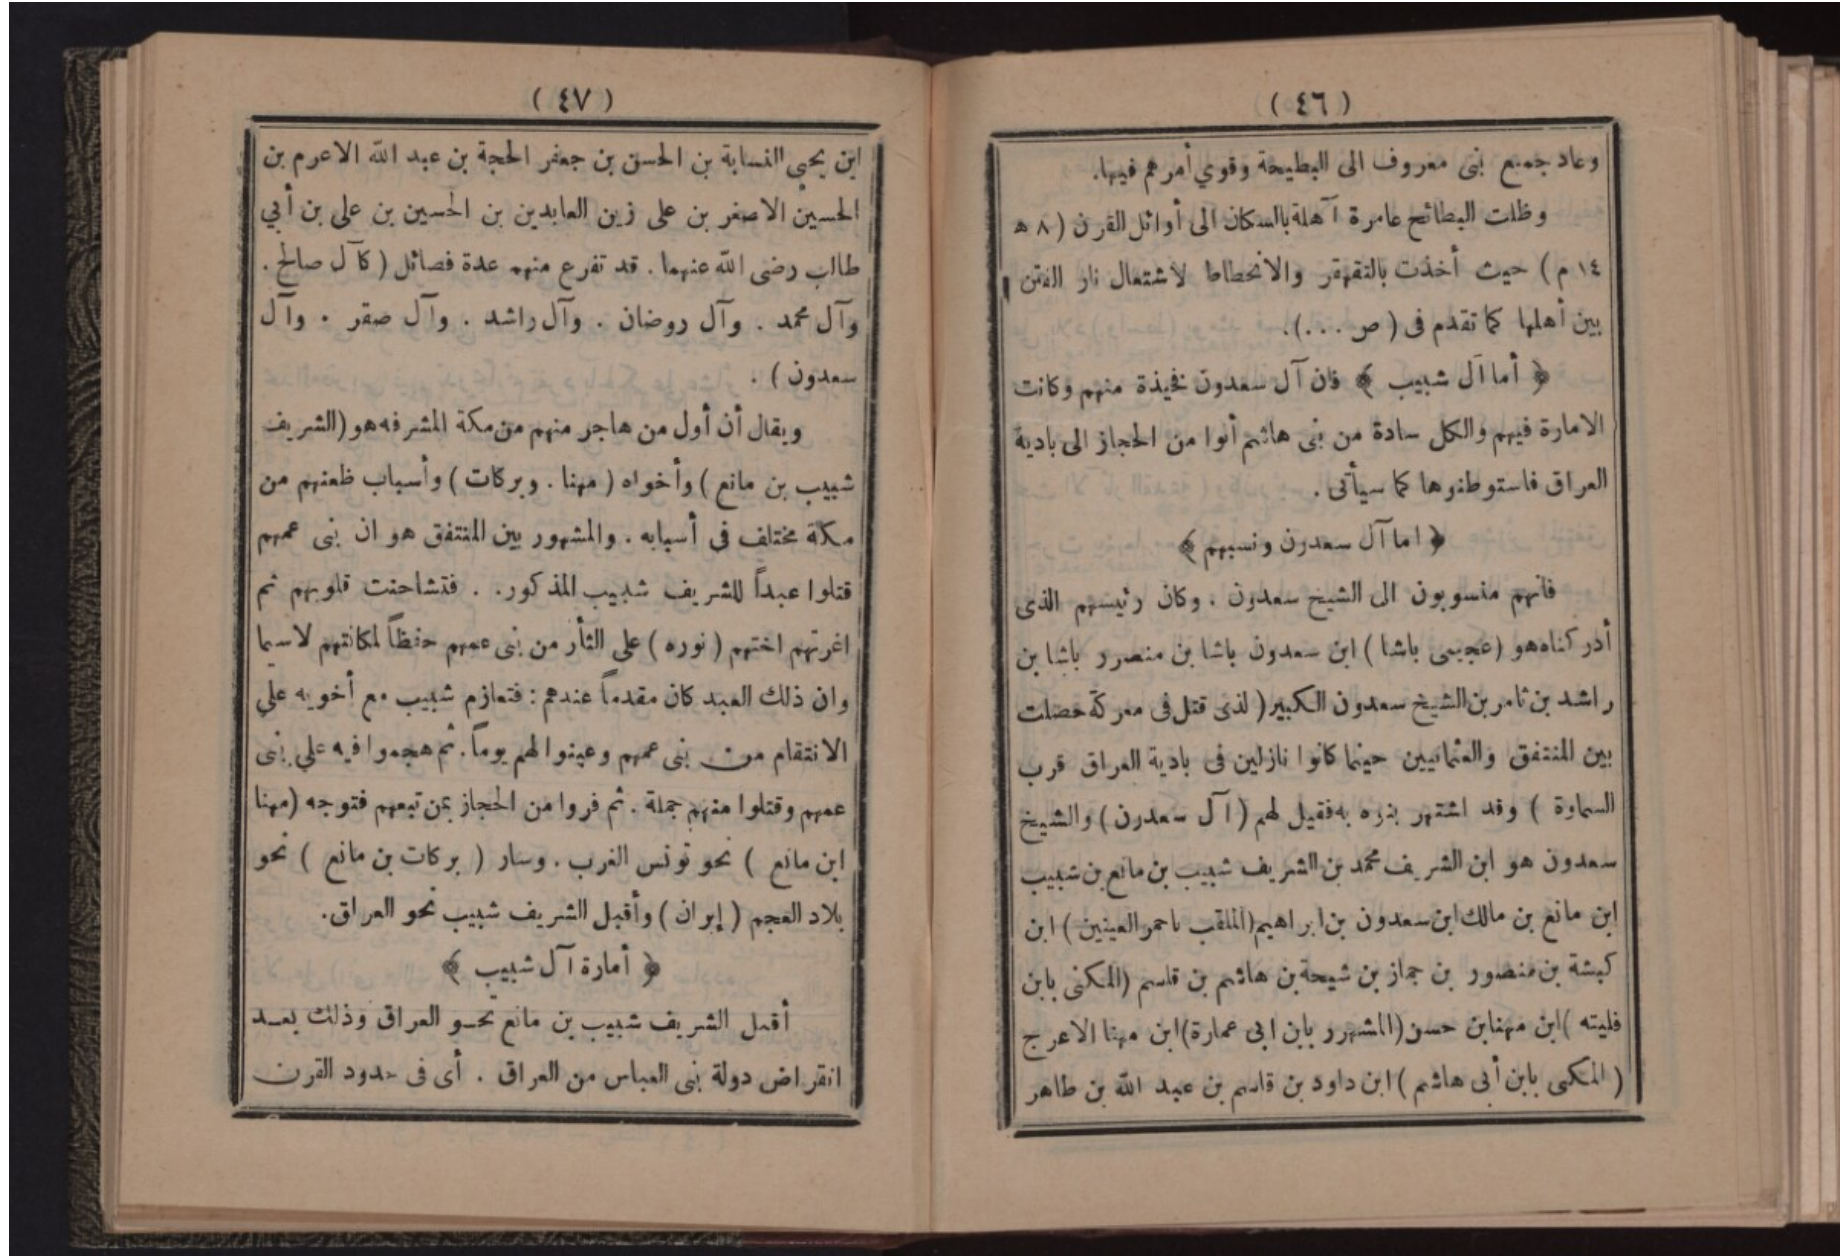 ( ٤٦ )
وعاد جميع بنى معروف الى البطيحة وقوي أمرهم فيها.
وظلت البطائح عامرة آهلة بالسكان الى أوائل القرن ( ٨ ه
١٤ م ) حيث أخذت بالتقهقر والانحطاط لاشتعال نار الفتن
بين أهلها كما تقدم فى ( ص . . . ).
﴿ أما آل شبيب ﴾ فان آل سعدون فخيذة منهم وكانت
الامارة فيهم والكل سادة من بنى هاشم أتوا من الحجاز الى بادية
العراق فاستوطنوها كما سيأتى .
﴿ اما آل سعدون ونسبهم ﴾
فانهم منسوبون الى الشيخ سعدون . وكان رئيسهم الذى
أدركناه هو ( عجيمى باشا ) ابن سعدون باشا بن منصور باشا بن
راشد بن ثامر بن الشيخ سعدون الكبير ( لذى قتل فى معركة حصلت
بين المنتفق والعثمانيين حينما كانوا نازلين فى بادية العراق قرب
السماوة ) وقد اشتهر بنوه به فقيل لهم ( آل سعدون ) والشيخ
سعدون هو ابن الشريف محمد بن الشريف شبيب بن مانع بن شبيب
ابن مانع بن مالك ابن سعدون بن ابراهيم ( الملقب باحمر العينين ) ابن
كبشة بن منصور بن جماز بن شيحة بن هاشم بن قاسم ( المكنى بابن
فليته ) ابن مهنا بن حسن ( المشهور بابن ابى عمارة ) ابن مهنا الاعرج
( المكنى بابن أبى هاشم ) ابن داود بن قاسم بن عبيد الله بن طاهر
( ٤٧ )
ابن يحيى النسابة بن الحسن بن جعفر الحجة بن عبد الله الاعرم بن
الحسين الاصغر بن على زين العابدين بن الحسين بن على بن أبي
طالب رضى الله عنهما . قد تفرع منهم عدة فصائل ( كآل صالح .
وآل محمد . وآل روضان . وآل راشد . وآل صقر . وآل
سعدون ) .
ويقال أن أول من هاجر منهم من مكة المشرفه هو ( الشريف
شبيب بن مانع ) وأخواه ( مهنا . وبركات ) وأسباب ظعنهم من
مكة مختلف في أسبابه . والمشهور بين المنتفق هو ان بنى عمهم
قتلوا عبداً للشريف شبيب المذكور . . فتشاحنت قلوبهم ثم
اغرتهم اختهم ( نوره ) على الثأر من بنى عمهم حفظاً لمكانتهم لاسيما
وان ذلك العبد كان مقدماً عندهم : فتعازم شبيب مع أخويه علي
الانتقام من بنى عمهم وعينوا لهم يوماً . ثم هجموا فيه علي بنى
عمهم وقتلوا منهم جملة . ثم فروا من الحجاز بمن تبعهم فتوجه ( مهنا
ابن مانع ) نحو تونس الغرب . وسار ( بركات بن مانع ) نحو
بلاد العجم ( إبران ) وأقبل الشريف شبيب نحو العراق .
﴿ أمارة آل شبيب ﴾
أقبل الشريف شبيب بن مانع نحو العراق وذلك بعد
انقراض دولة بنى العباس من العراق . أى فى حدود القرن